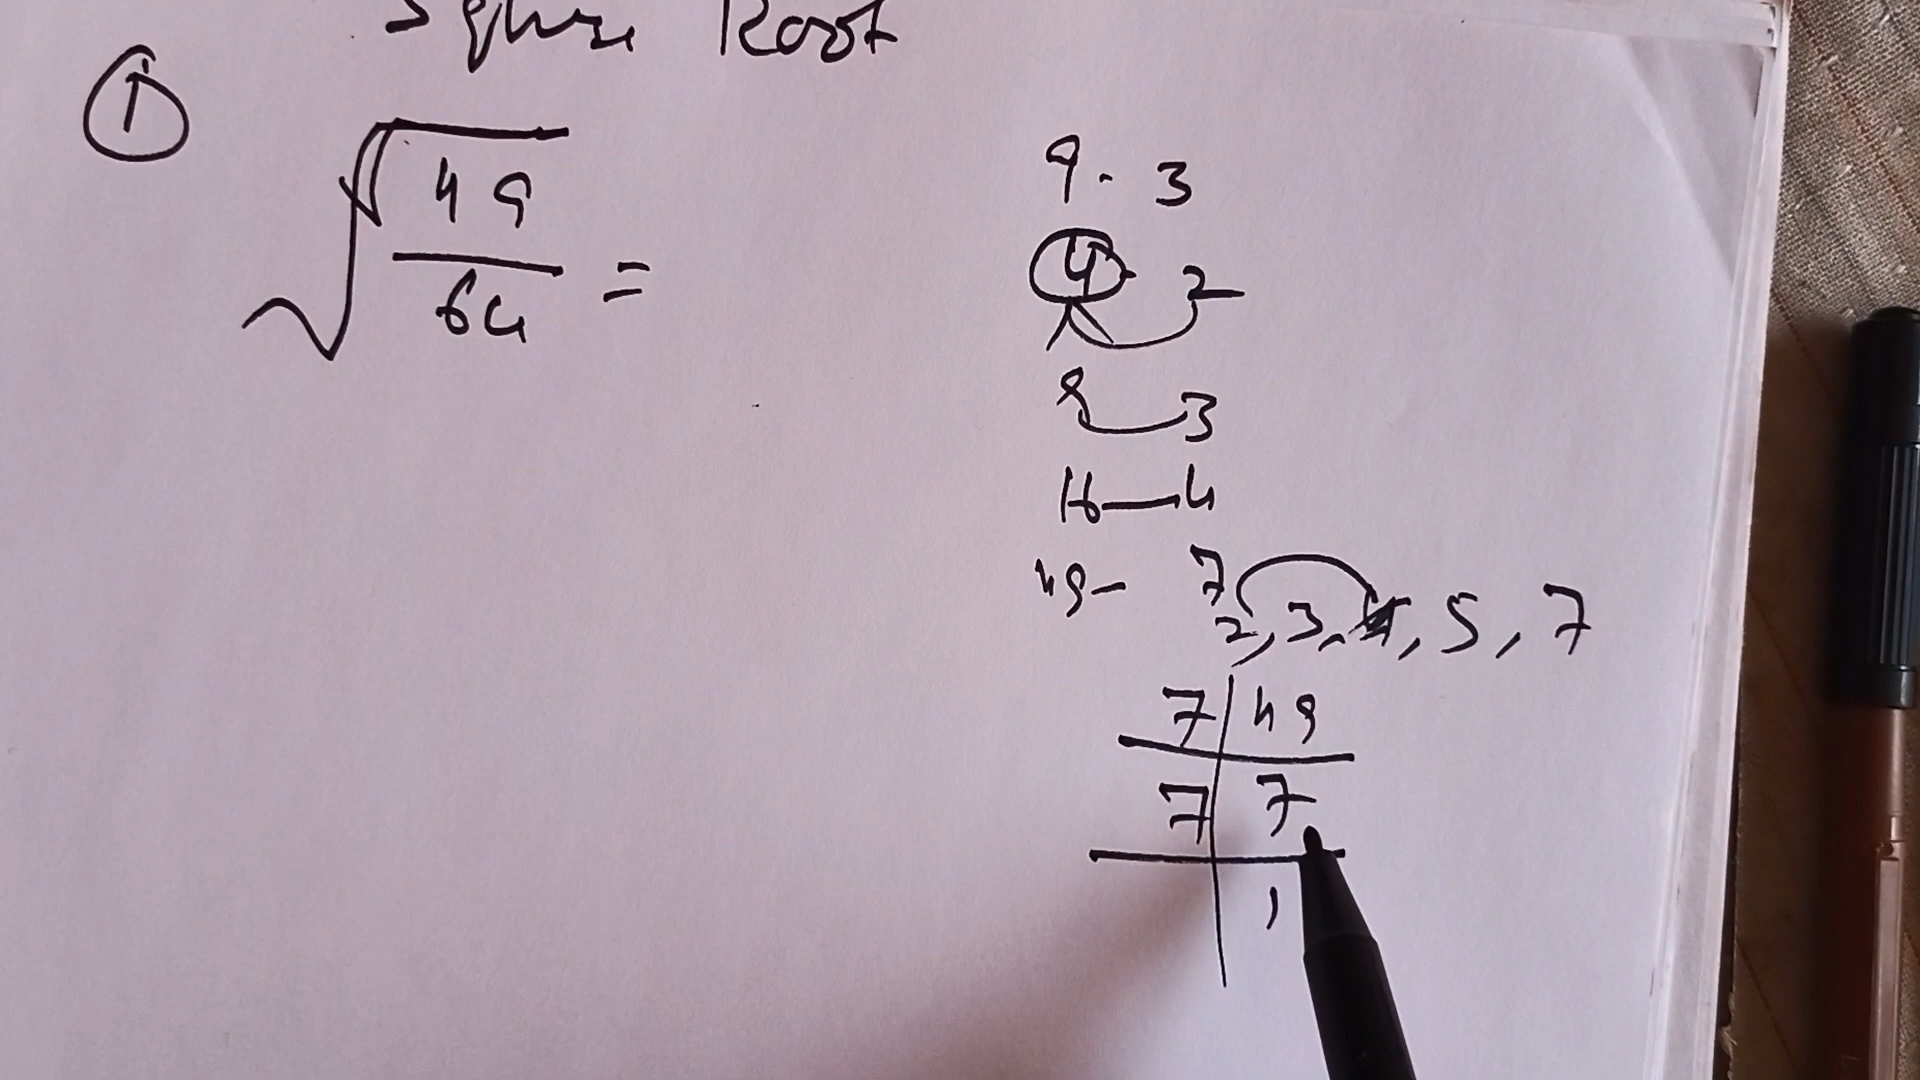 Square Root
①
√49/64 =
9 - 3
4 - 2
9 3
16 — 4
49 - 7
2, 3, 4, 5, 7
7 | 49
7 | 7
1